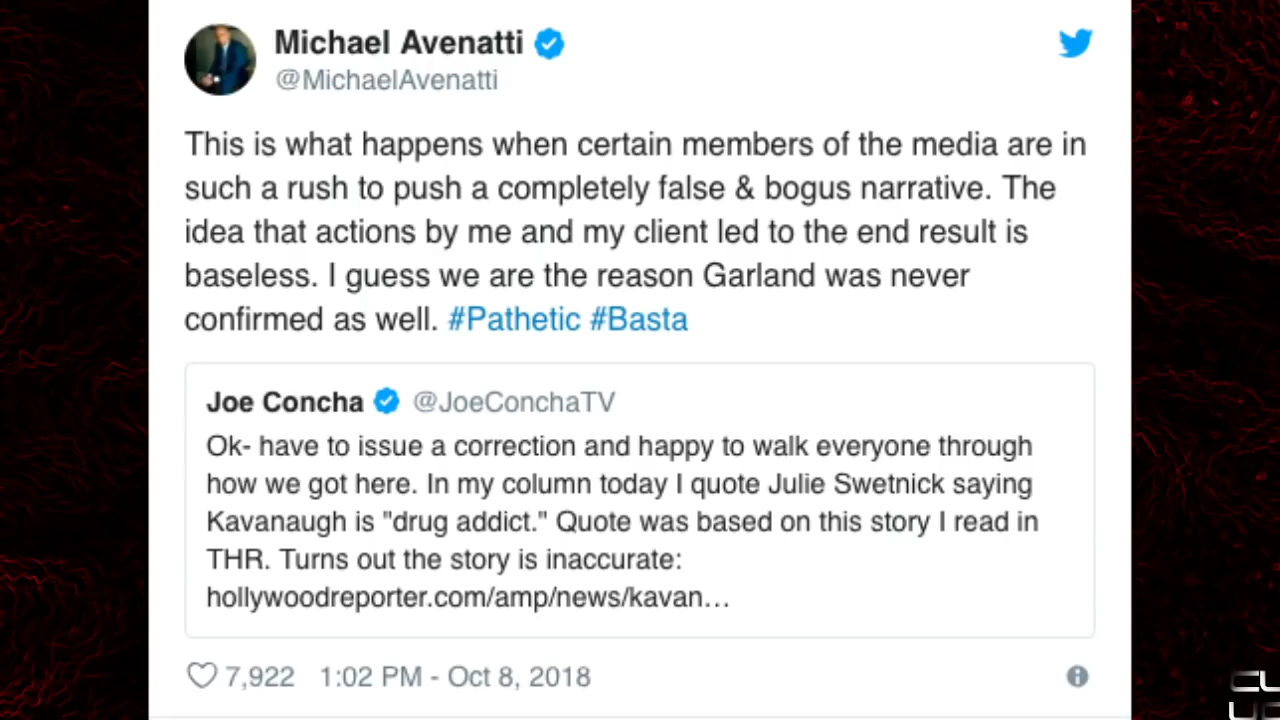 Michael Avenatti
@MichaelAvenatti
This is what happens when certain members of the media are in
such a rush to push a completely false & bogus narrative. The
idea that actions by me and my client led to the end result is
baseless. I guess we are the reason Garland was never
confirmed as well. #Pathetic #Basta
Joe Concha @JoeConchaTV
Ok- have to issue a correction and happy to walk everyone through
how we got here. In my column today I quote Julie Swetnick saying
Kavanaugh is "drug addict." Quote was based on this story I read in
THR. Turns out the story is inaccurate:
hollywoodreporter.com/amp/news/kavan…
7,922 1:02 PM - Oct 8, 2018